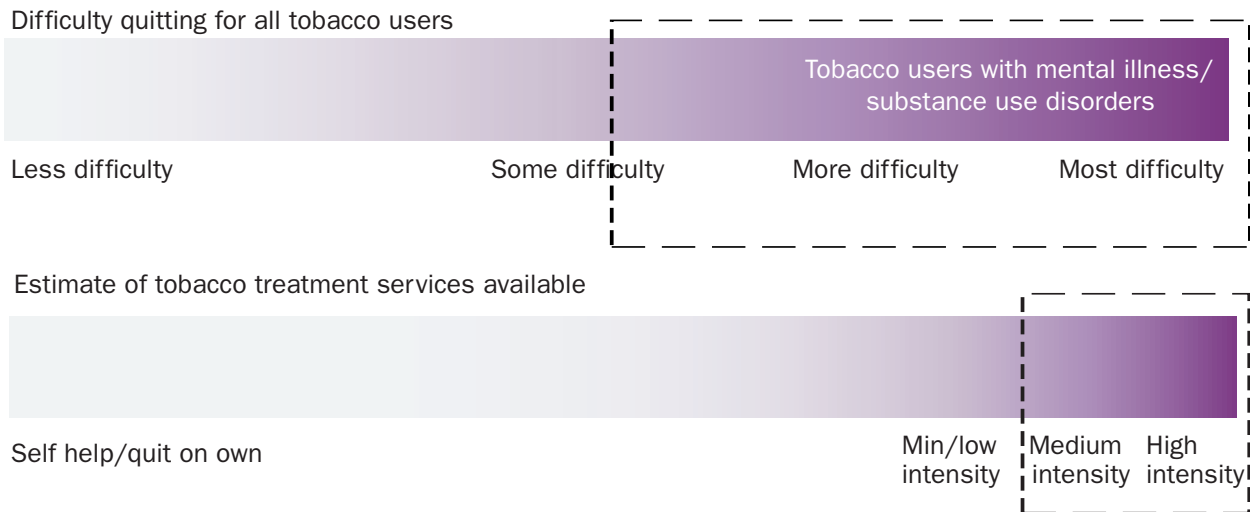 Difficulty quitting for all tobacco users
Tobacco users with mental illness/
substance use disorders
Less difficulty
Some difficulty
More difficulty
Most difficulty
Estimate of tobacco treatment services available
Self help/quit on own
Min/low
intensity
Medium
intensity
High
intensity